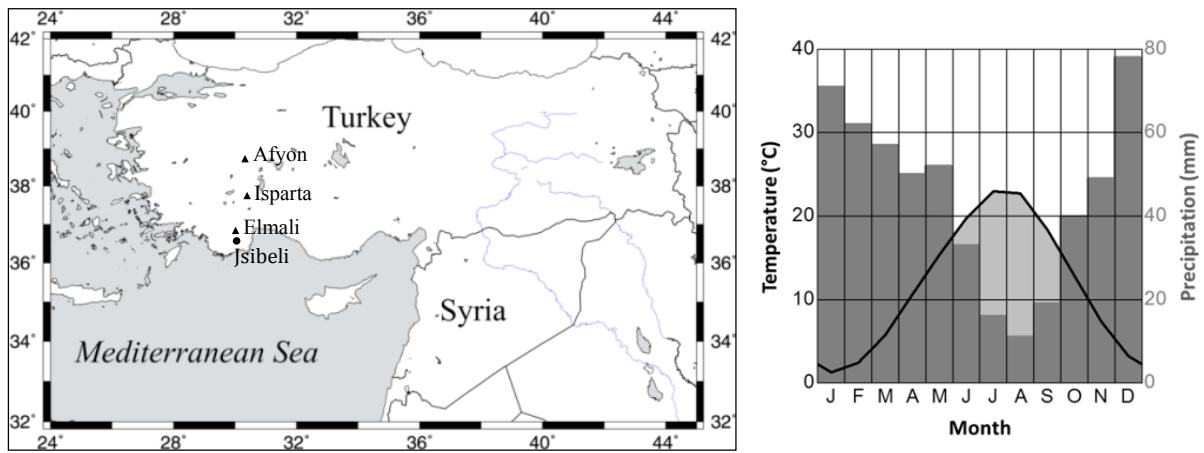 24° 28° 32° 36° 40° 44°
42° 42°
Turkey
40° 40°
Afyon
38° 38°
Isparta
Elmali
Jsibeli
36° 36°
Syria
34° 34°
Mediterranean Sea
32° 32°
24° 28° 32° 36° 40° 44°
40 80
30 60
20 40
10 20
0 0
Temperature (°C)
Precipitation (mm)
J F M A M J J A S O N D
Month